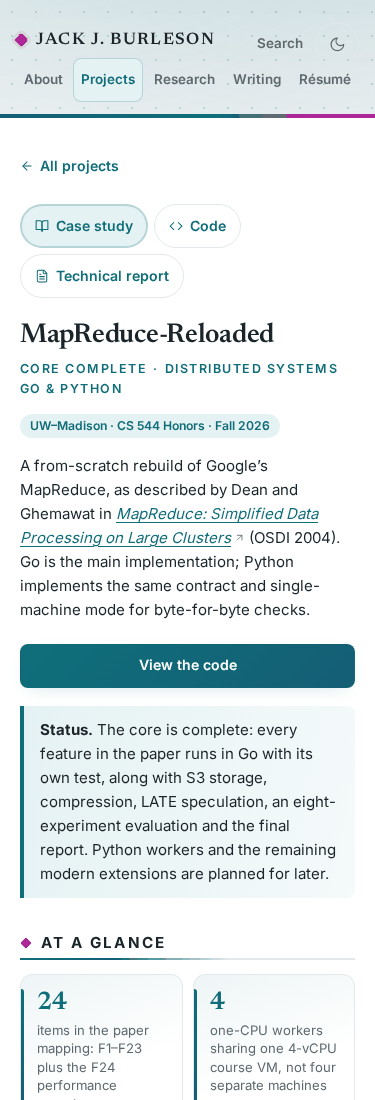 JACK J. BURLESON
Search
About Projects Research Writing Résumé
← All projects
Case study
Code
Technical report
MapReduce-Reloaded
CORE COMPLETE · DISTRIBUTED SYSTEMS
GO & PYTHON
UW–Madison · CS 544 Honors · Fall 2026
A from-scratch rebuild of Google's
MapReduce, as described by Dean and
Ghemawat in MapReduce: Simplified Data
Processing on Large Clusters ↗ (OSDI 2004).
Go is the main implementation; Python
implements the same contract and single-
machine mode for byte-for-byte checks.
View the code
Status. The core is complete: every
feature in the paper runs in Go with its
own test, along with S3 storage,
compression, LATE speculation, an eight-
experiment evaluation and the final
report. Python workers and the remaining
modern extensions are planned for later.
AT A GLANCE
24
items in the paper
mapping: F1–F23
plus the F24
performance
4
one-CPU workers
sharing one 4-vCPU
course VM, not four
separate machines